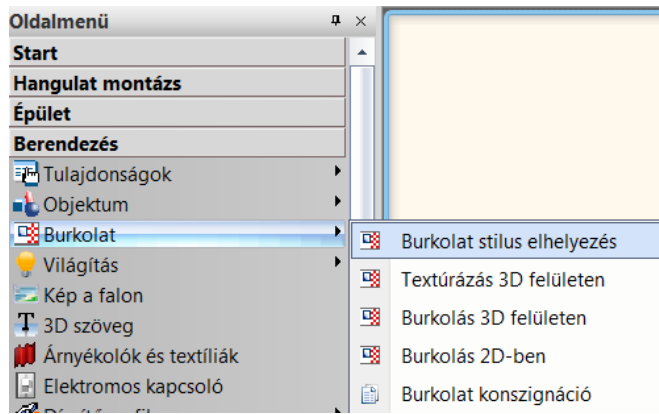 Oldalmenü
Start
Hangulat montázs
Épület
Berendezés
Tulajdonságok
Objektum
Burkolat
Világítás
Kép a falon
3D szöveg
Árnyékolók és textíliák
Elektromos kapcsoló
Burkolat stilus elhelyezés
Textúrázás 3D felületen
Burkolás 3D felületen
Burkolás 2D-ben
Burkolat konszignáció